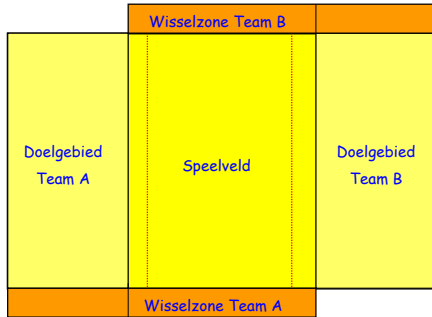 Wisselzone Team B
Doelgebied
Team A
Speelveld
Doelgebied
Team B
Wisselzone Team A